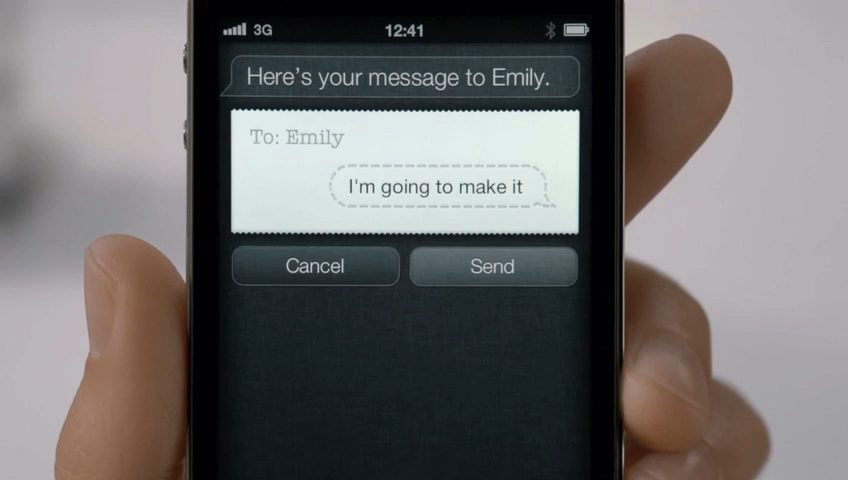 3G 12:41
Here's your message to Emily.
To: Emily
I'm going to make it
Cancel Send